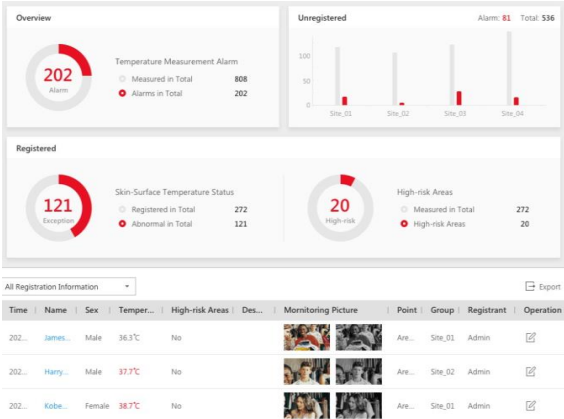 Overview
202
Alarm
Temperature Measurement Alarm
Measured in Total 808
Alarms in Total 202
Unregistered Alarm: 81 Total: 536
100
50
0
Site_01 Site_02 Site_03 Site_04
Registered
121
Exception
Skin-Surface Temperature Status
Registered in Total 272
Abnormal in Total 121
20
High-risk
High-risk Areas
Measured in Total 272
High-risk Areas 20
All Registration Information Export
Time Name Sex Temper... High-risk Areas Des... Mornitoring Picture Point Group Registrant Operation
202... James... Male 36.3℃ No Are... Site_01 Admin
202... Harry... Male 37.7℃ No Are... Site_02 Admin
202... Kobe... Female 38.7℃ No Are... Site_01 Admin